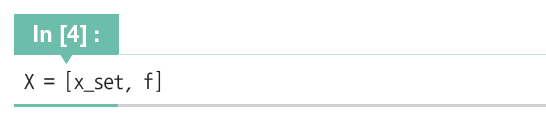 In [4] :
X = [x_set, f]